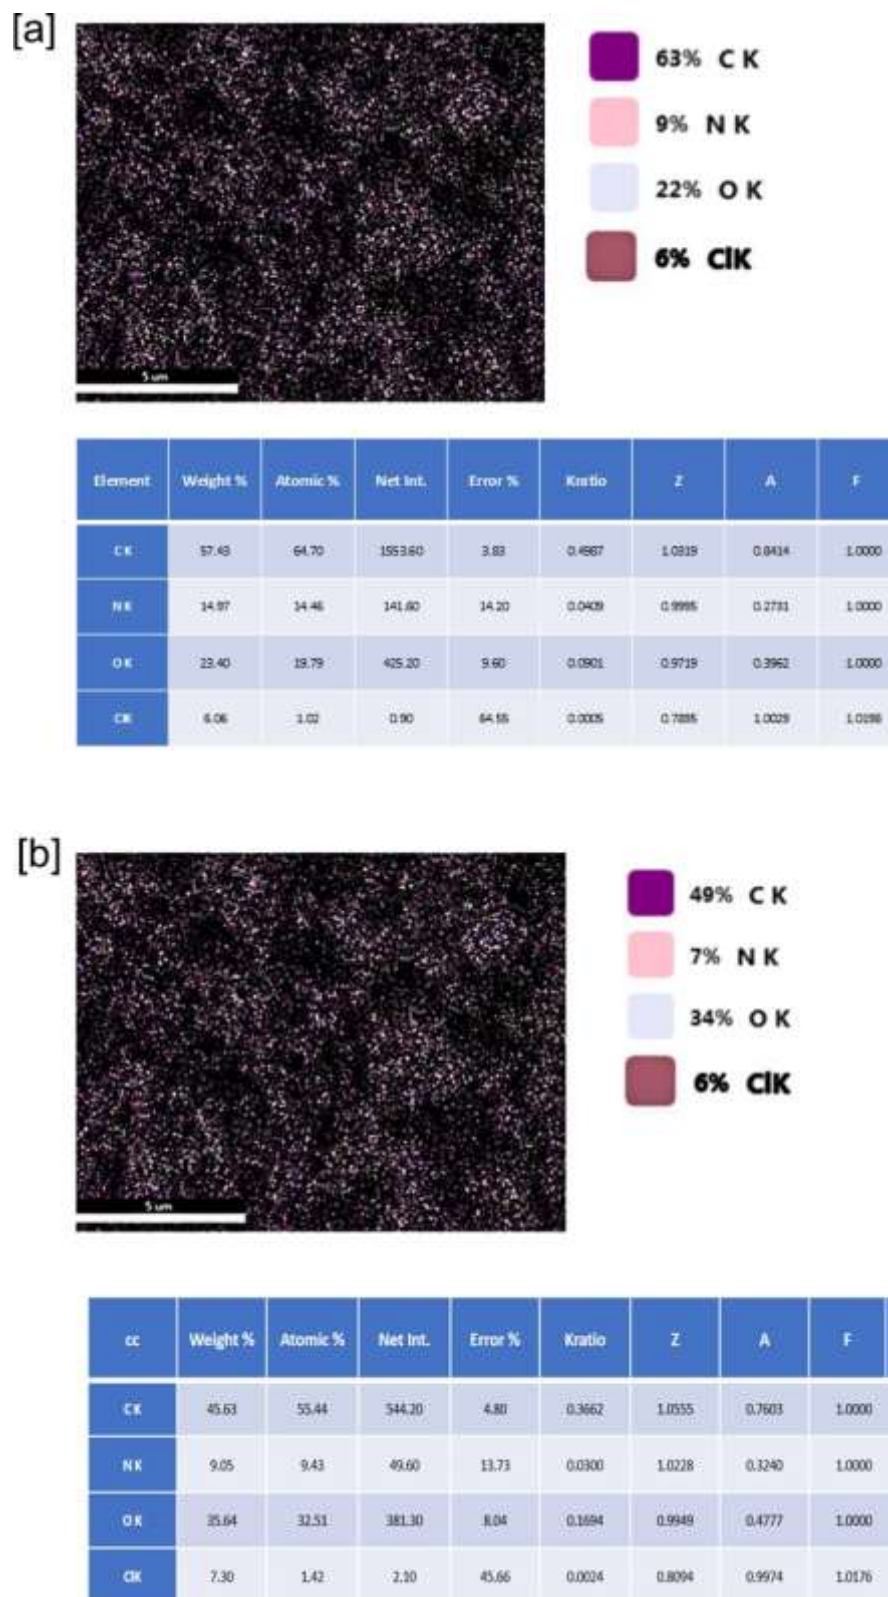 [a]
63% C K
9% N K
22% O K
6% ClK
5 um
Element Weight % Atomic % Net Int. Error % Kratio Z A F
C K 57.43 64.70 1553.60 3.83 0.4987 1.0319 0.8414 1.0000
N K 14.97 14.46 141.60 14.20 0.0409 0.9995 0.2731 1.0000
O K 23.40 19.79 425.20 9.60 0.0901 0.9719 0.3962 1.0000
ClK 6.06 1.02 0.90 64.55 0.0005 0.7895 1.0029 1.0198
[b]
49% C K
7% N K
34% O K
6% ClK
5 um
cc Weight % Atomic % Net Int. Error % Kratio Z A F
C K 45.63 55.44 544.20 4.80 0.3662 1.0555 0.7603 1.0000
N K 9.05 9.43 49.60 13.73 0.0300 1.0228 0.3240 1.0000
O K 35.64 32.51 381.30 8.04 0.1694 0.9949 0.4777 1.0000
ClK 7.30 1.42 2.10 45.66 0.0024 0.8094 0.9974 1.0176